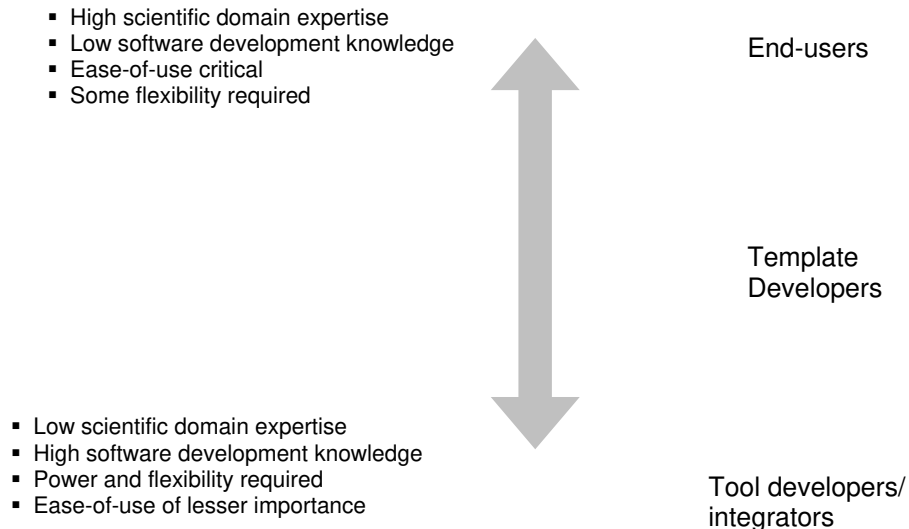 ▪ High scientific domain expertise
▪ Low software development knowledge
▪ Ease-of-use critical
▪ Some flexibility required
End-users
Template
Developers
▪ Low scientific domain expertise
▪ High software development knowledge
▪ Power and flexibility required
▪ Ease-of-use of lesser importance
Tool developers/
integrators